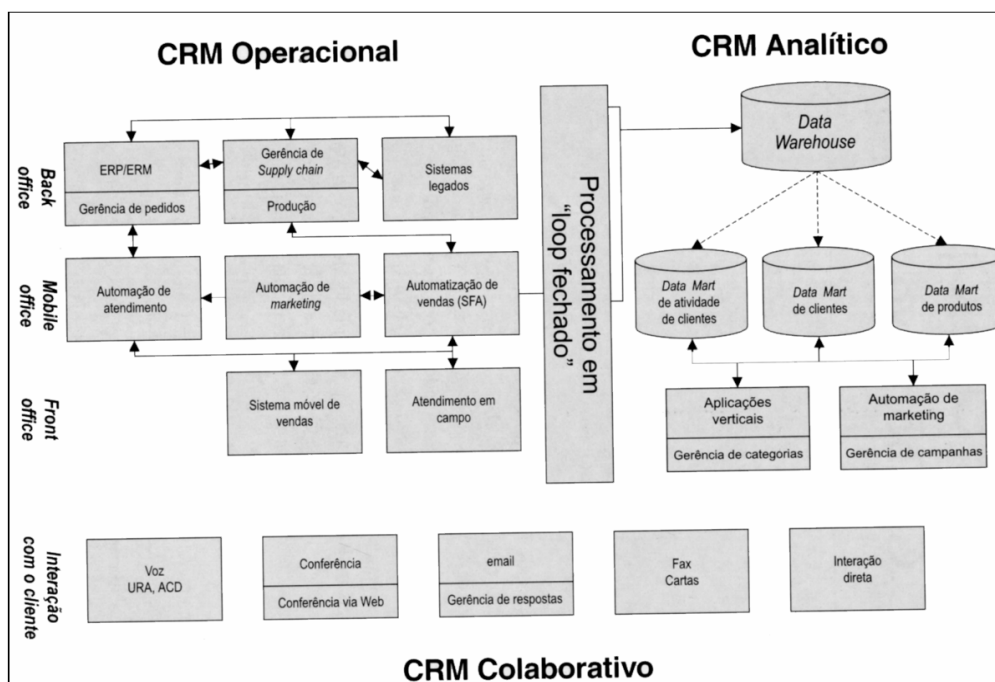 CRM Operacional
CRM Analítico
Back
office
ERP/ERM
Gerência de pedidos
Gerência de
Supply chain
Produção
Sistemas
legados
Mobile
office
Automação de
atendimento
Automação de
marketing
Automatização de
vendas (SFA)
Front
office
Sistema móvel de
vendas
Atendimento em
campo
Processamento em
“loop fechado”
Data
Warehouse
Data Mart
de atividade
de clientes
Data Mart
de clientes
Data Mart
de produtos
Aplicações
verticais
Gerência de categorias
Automação de
marketing
Gerência de campanhas
Interação
com o cliente
Voz
URA, ACD
Conferência
Conferência via Web
email
Gerência de respostas
Fax
Cartas
Interação
direta
CRM Colaborativo